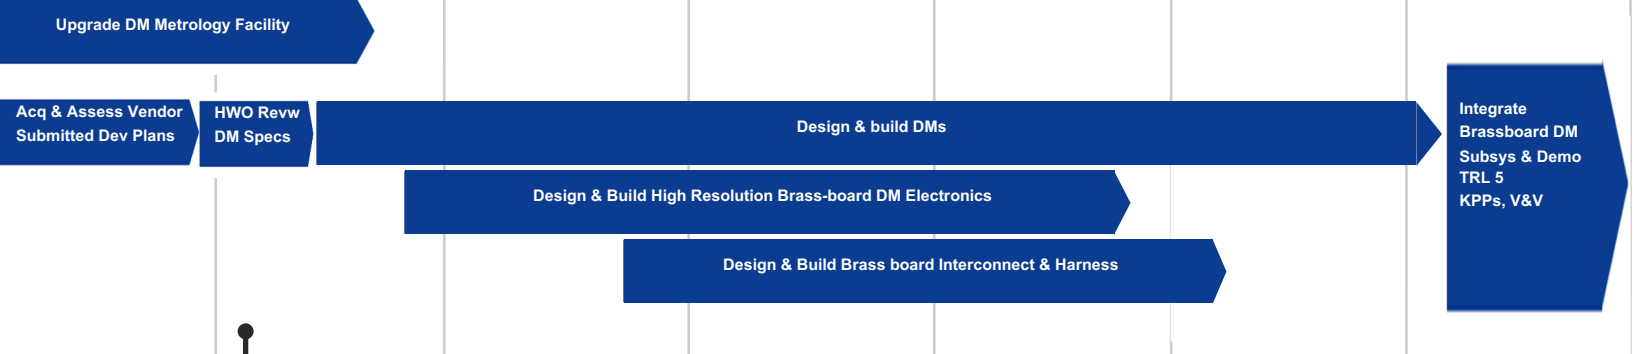 Upgrade DM Metrology Facility
Acq & Assess Vendor
Submitted Dev Plans
HWO Revw
DM Specs
Design & build DMs
Design & Build High Resolution Brass-board DM Electronics
Design & Build Brass board Interconnect & Harness
Integrate
Brassboard DM
Subsys & Demo
TRL 5
KPPs, V&V